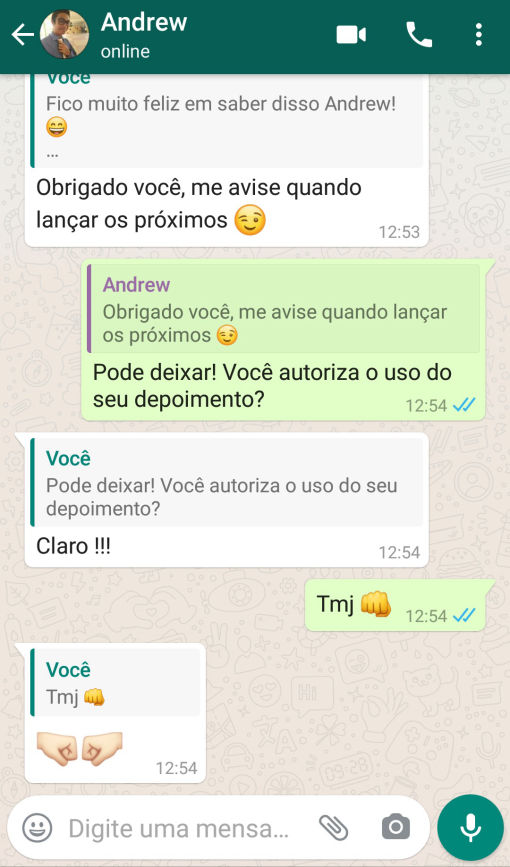 Andrew
online
Você
Fico muito feliz em saber disso Andrew!
😄
...
Obrigado você, me avise quando
lançar os próximos 😉
12:53
Andrew
Obrigado você, me avise quando lançar
os próximos 😉
Pode deixar! Você autoriza o uso do
seu depoimento?
12:54
Você
Pode deixar! Você autoriza o uso do seu
depoimento?
Claro !!!
12:54
Tmj 👊
12:54
Você
Tmj 👊
🤜🏻🤛🏻
12:54
Digite uma mensa...